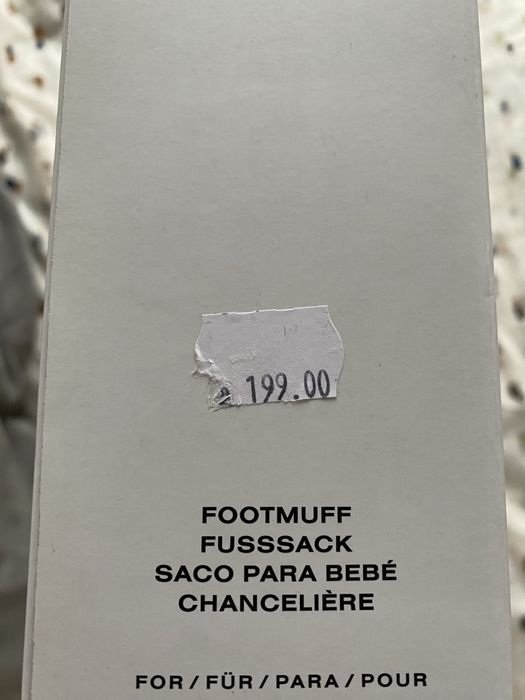 199.00
FOOTMUFF
FUSSSACK
SACO PARA BEBÉ
CHANCELIÈRE
FOR / FÜR / PARA / POUR